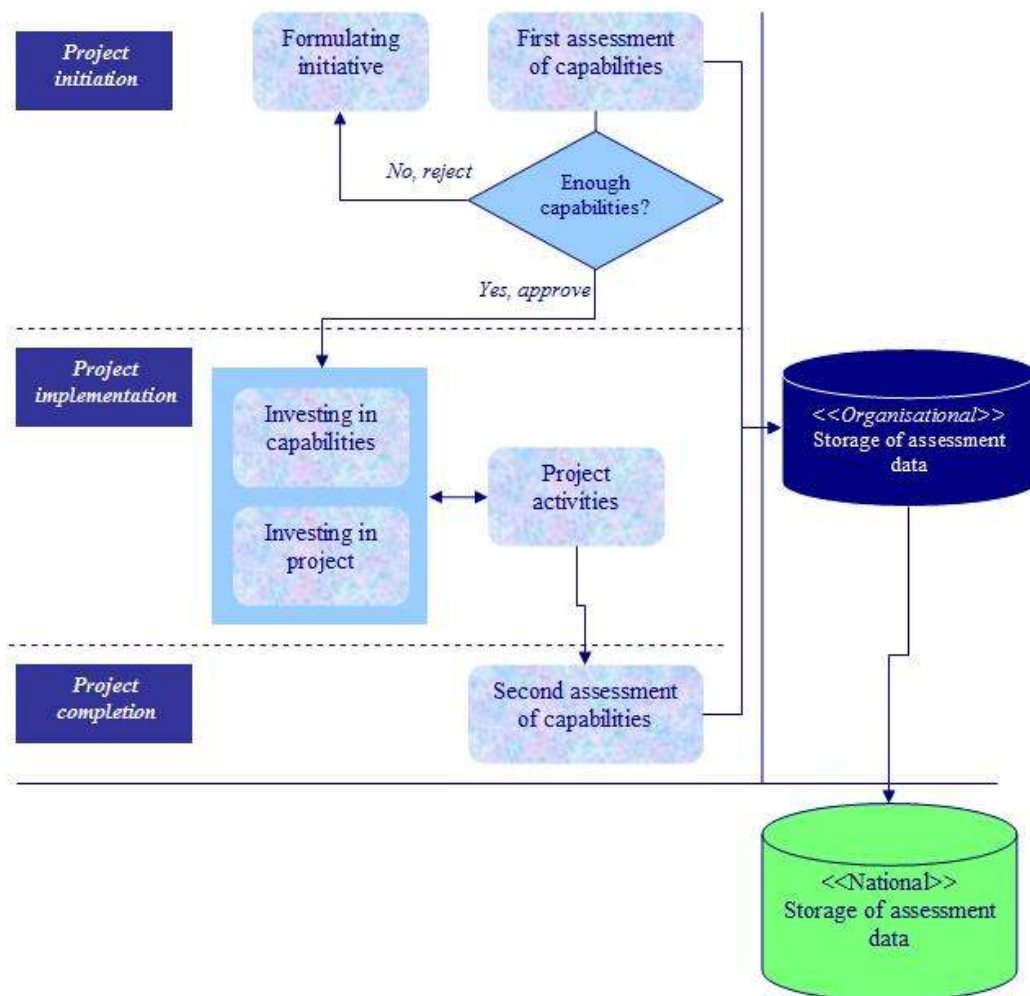 Project
initiation
Formulating
initiative
First assessment
of capabilities
No, reject
Enough
capabilities?
Yes, approve
Project
implementation
Investing in
capabilities
Investing in
project
Project
activities
<<Organisational>>
Storage of assessment
data
Project
completion
Second assessment
of capabilities
<<National>>
Storage of assessment
data